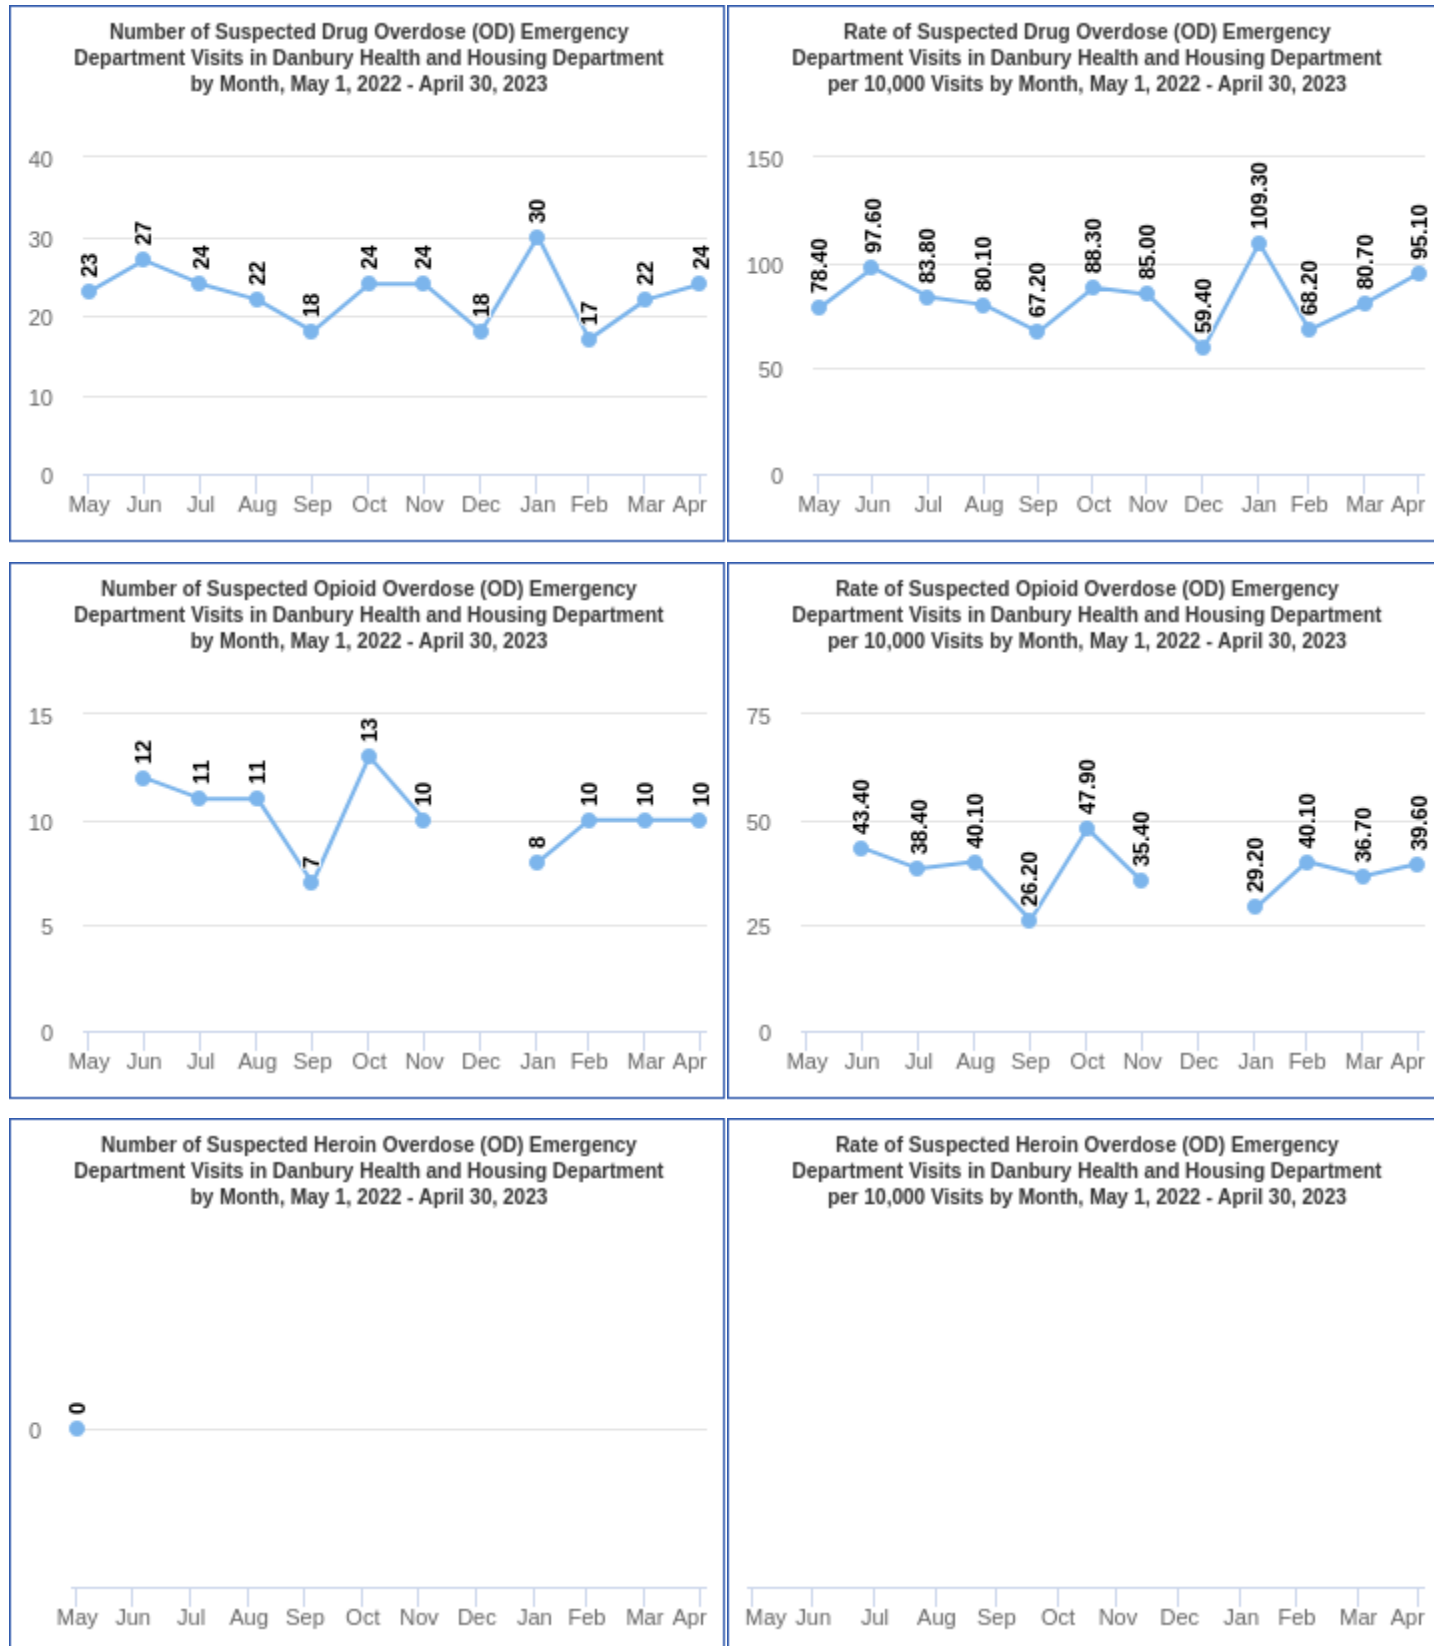 Number of Suspected Drug Overdose (OD) Emergency
Department Visits in Danbury Health and Housing Department
by Month, May 1, 2022 - April 30, 2023
40
30
20
10
0
23
27
24
22
18
24
24
18
30
17
22
24
May Jun Jul Aug Sep Oct Nov Dec Jan Feb Mar Apr
Rate of Suspected Drug Overdose (OD) Emergency
Department Visits in Danbury Health and Housing Department
per 10,000 Visits by Month, May 1, 2022 - April 30, 2023
150
100
50
0
78.40
97.60
83.80
80.10
67.20
88.30
85.00
59.40
109.30
68.20
80.70
95.10
May Jun Jul Aug Sep Oct Nov Dec Jan Feb Mar Apr
Number of Suspected Opioid Overdose (OD) Emergency
Department Visits in Danbury Health and Housing Department
by Month, May 1, 2022 - April 30, 2023
15
10
5
0
12
11
11
7
13
10
8
10
10
10
May Jun Jul Aug Sep Oct Nov Dec Jan Feb Mar Apr
Rate of Suspected Opioid Overdose (OD) Emergency
Department Visits in Danbury Health and Housing Department
per 10,000 Visits by Month, May 1, 2022 - April 30, 2023
75
50
25
0
43.40
38.40
40.10
26.20
47.90
35.40
29.20
40.10
36.70
39.60
May Jun Jul Aug Sep Oct Nov Dec Jan Feb Mar Apr
Number of Suspected Heroin Overdose (OD) Emergency
Department Visits in Danbury Health and Housing Department
by Month, May 1, 2022 - April 30, 2023
0
0
May Jun Jul Aug Sep Oct Nov Dec Jan Feb Mar Apr
Rate of Suspected Heroin Overdose (OD) Emergency
Department Visits in Danbury Health and Housing Department
per 10,000 Visits by Month, May 1, 2022 - April 30, 2023
May Jun Jul Aug Sep Oct Nov Dec Jan Feb Mar Apr